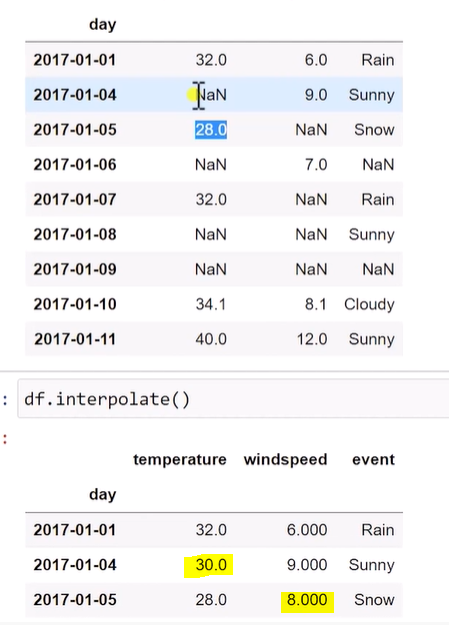 day
2017-01-01 32.0 6.0 Rain
2017-01-04 NaN 9.0 Sunny
2017-01-05 28.0 NaN Snow
2017-01-06 NaN 7.0 NaN
2017-01-07 32.0 NaN Rain
2017-01-08 NaN NaN Sunny
2017-01-09 NaN NaN NaN
2017-01-10 34.1 8.1 Cloudy
2017-01-11 40.0 12.0 Sunny
: df.interpolate()
:
temperature windspeed event
day
2017-01-01 32.0 6.000 Rain
2017-01-04 30.0 9.000 Sunny
2017-01-05 28.0 8.000 Snow